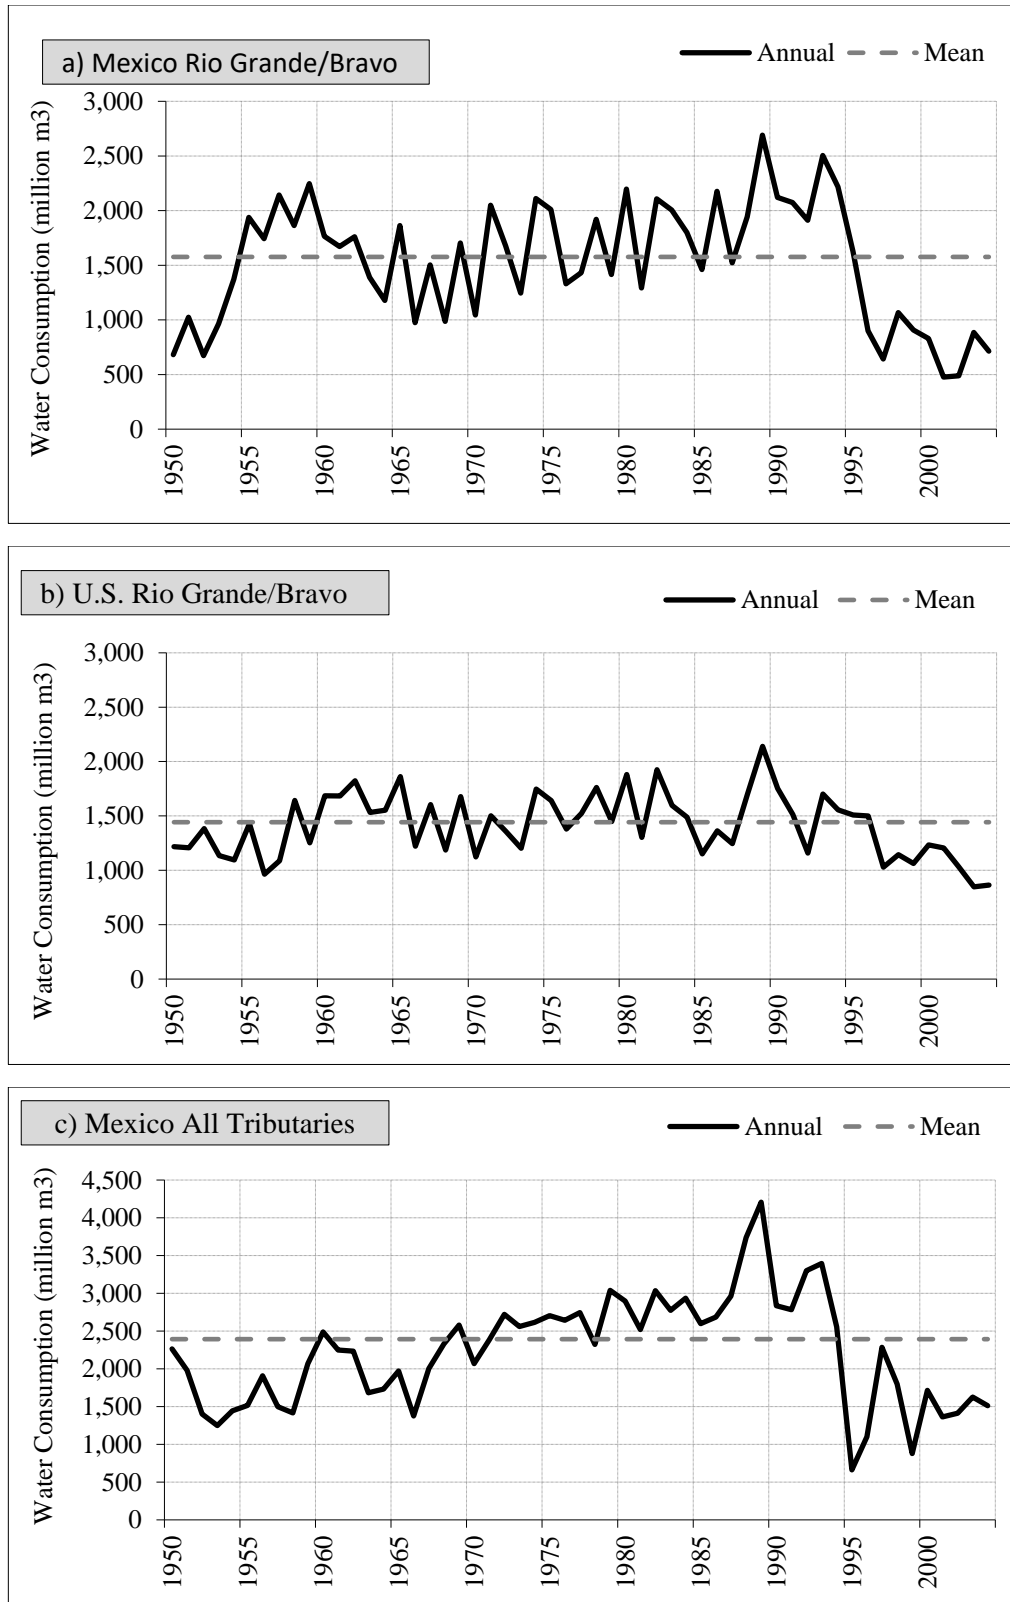 a) Mexico Rio Grande/Bravo
Annual Mean
Water Consumption (million m3)
3,000
2,500
2,000
1,500
1,000
500
0
1950 1955 1960 1965 1970 1975 1980 1985 1990 1995 2000
b) U.S. Rio Grande/Bravo
Annual Mean
Water Consumption (million m3)
3,000
2,500
2,000
1,500
1,000
500
0
1950 1955 1960 1965 1970 1975 1980 1985 1990 1995 2000
c) Mexico All Tributaries
Annual Mean
Water Consumption (million m3)
4,500
4,000
3,500
3,000
2,500
2,000
1,500
1,000
500
0
1950 1955 1960 1965 1970 1975 1980 1985 1990 1995 2000